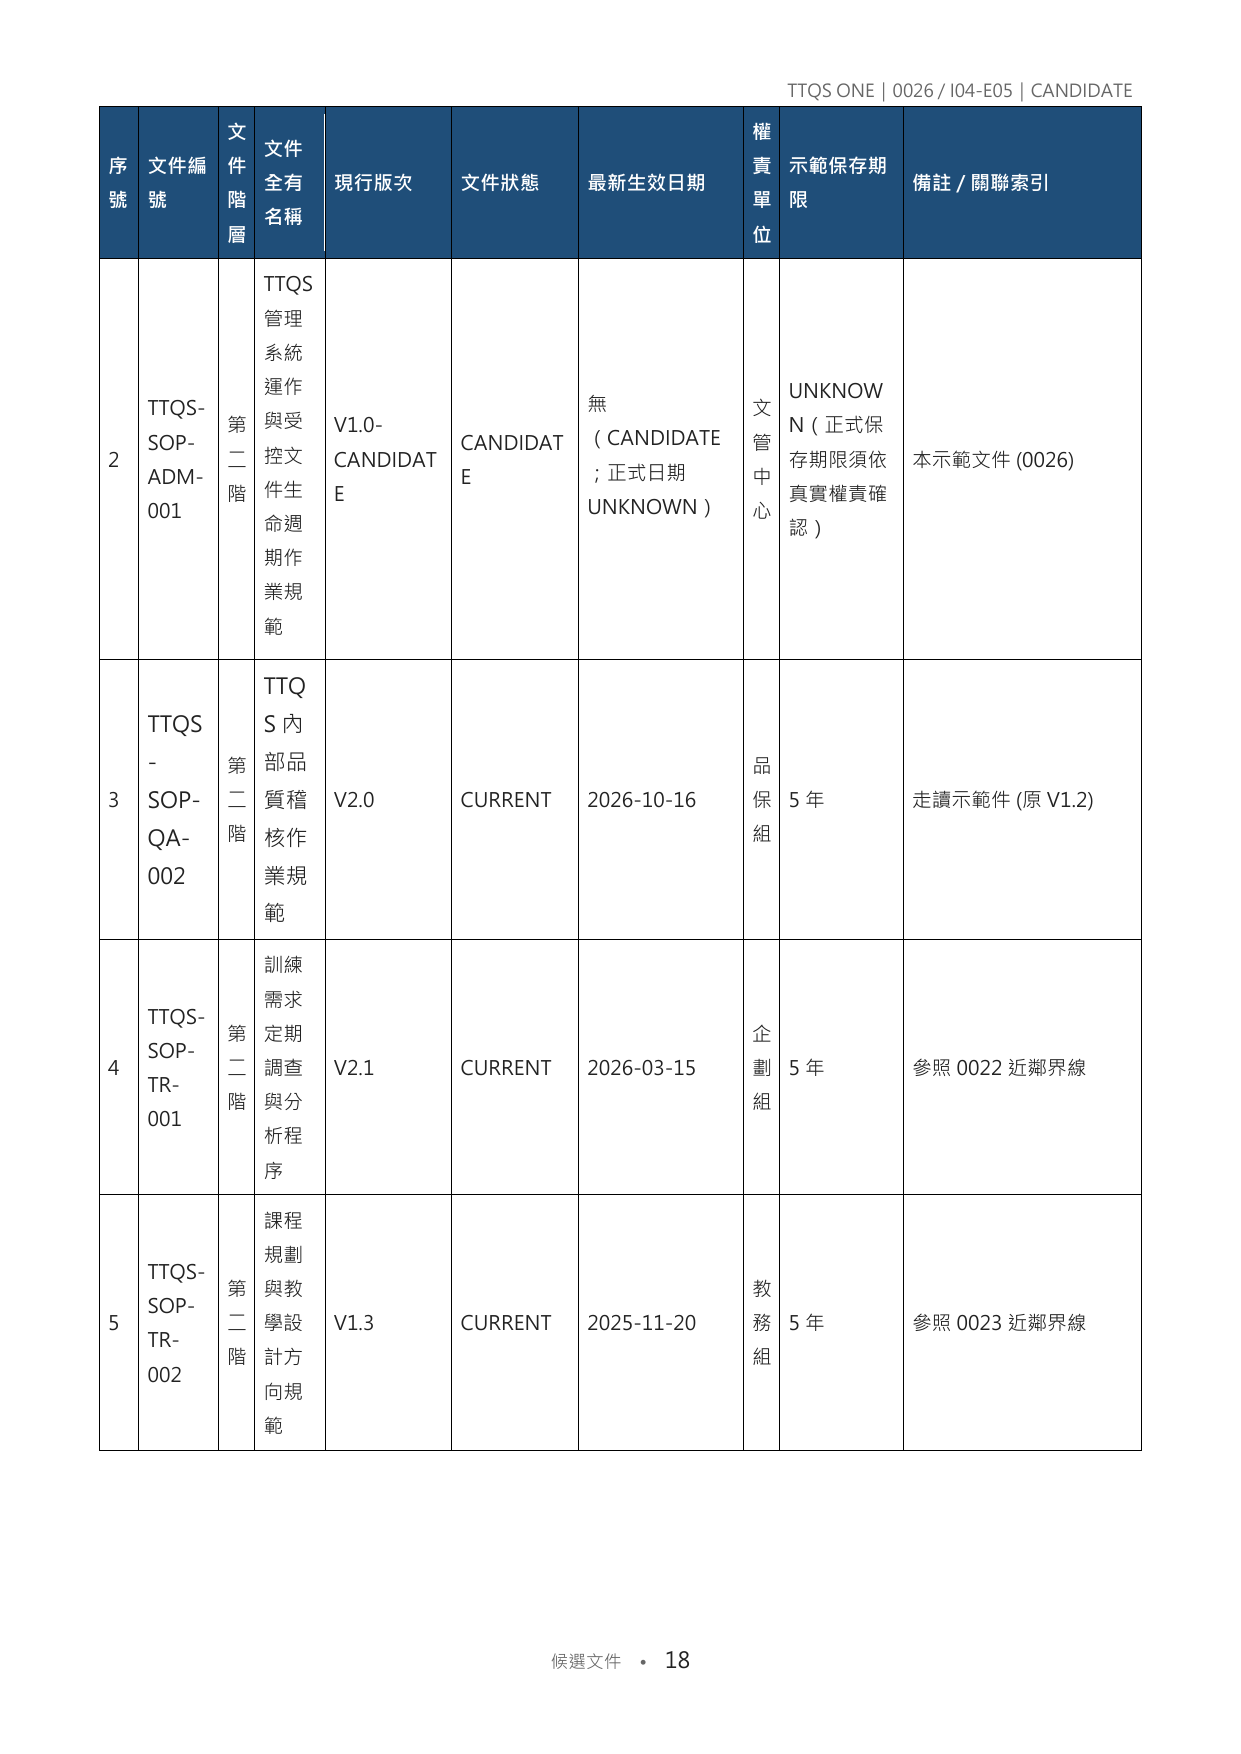 TTQS ONE | 0026 / I04-E05 | CANDIDATE
序
號
文件編
號
文
件
階
層
文件
全有
名稱
現行版次
文件狀態
最新生效日期
權
責
單
位
示範保存期
限
備註 / 關聯索引
2
TTQS-
SOP-
ADM-
001
第
二
階
TTQS
管理
系統
運作
與受
控文
件生
命週
期作
業規
範
V1.0-
CANDIDAT
E
CANDIDAT
E
無
（CANDIDATE
；正式日期
UNKNOWN）
文
管
中
心
UNKNOW
N（正式保
存期限須依
真實權責確
認）
本示範文件 (0026)
3
TTQS
-
SOP-
QA-
002
第
二
階
TTQ
S 內
部品
質稽
核作
業規
範
V2.0
CURRENT
2026-10-16
品
保
組
5 年
走讀示範件 (原 V1.2)
4
TTQS-
SOP-
TR-
001
第
二
階
訓練
需求
定期
調查
與分
析程
序
V2.1
CURRENT
2026-03-15
企
劃
組
5 年
參照 0022 近鄰界線
5
TTQS-
SOP-
TR-
002
第
二
階
課程
規劃
與教
學設
計方
向規
範
V1.3
CURRENT
2025-11-20
教
務
組
5 年
參照 0023 近鄰界線
候選文件 • 18